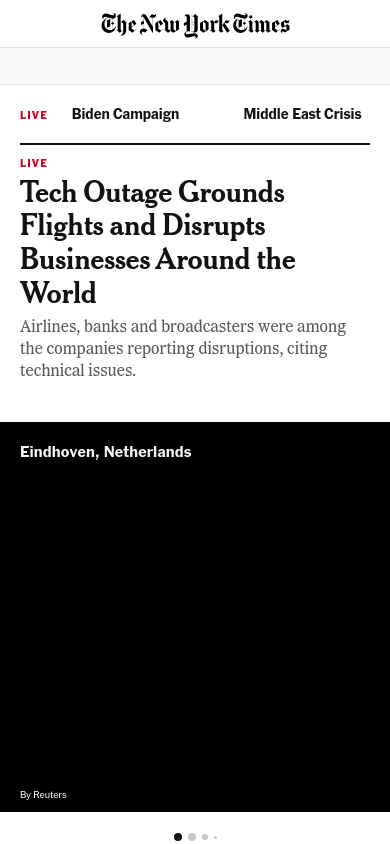 The New York Times
LIVE Biden Campaign Middle East Crisis
LIVE
Tech Outage Grounds
Flights and Disrupts
Businesses Around the
World
Airlines, banks and broadcasters were among
the companies reporting disruptions, citing
technical issues.
Eindhoven, Netherlands
By Reuters